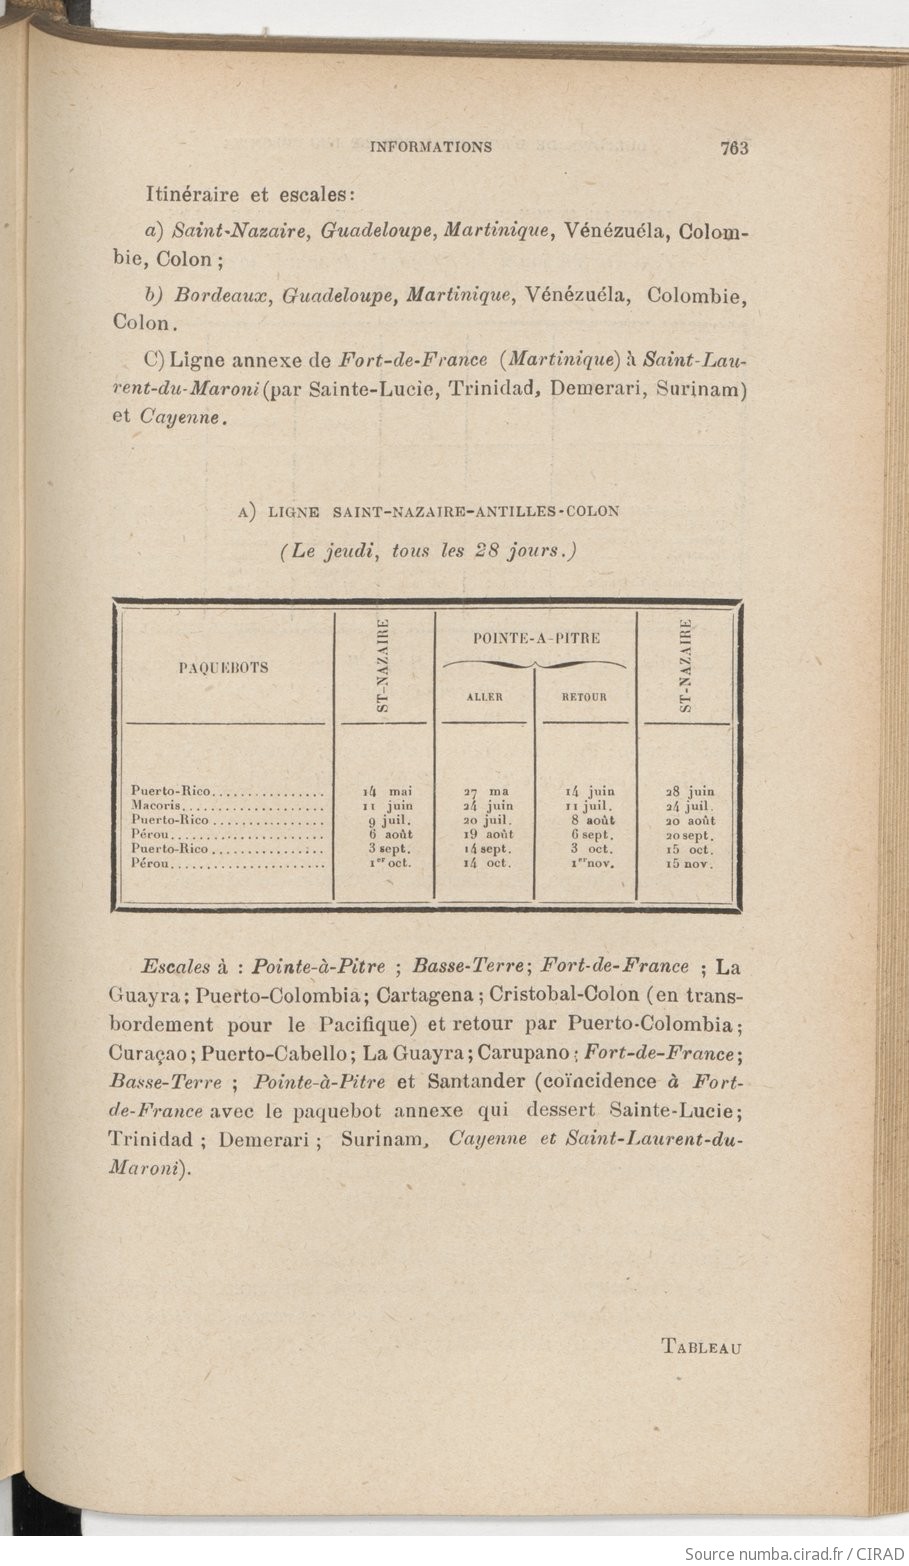 INFORMATIONS 763
Itinéraire et escales:
a) Saint-Nazaire, Guadeloupe, Martinique, Vénézuéla, Colom-
bie, Colon ;
b) Bordeaux, Guadeloupe, Martinique, Vénézuéla, Colombie,
Colon.
C) Ligne annexe de Fort-de-France (Martinique) à Saint-Lau-
rent-du-Maroni (par Sainte-Lucie, Trinidad, Demerari, Surinam)
et Cayenne.
A) LIGNE SAINT-NAZAIRE-ANTILLES-COLON
(Le jeudi, tous les 28 jours.)
PAQUEBOTS ST-NAZAIRE POINTE-A-PITRE ST-NAZAIRE
ALLER RETOUR
Puerto-Rico................ 14 mai 27 ma 14 juin 28 juin
Macoris.................... 11 juin 24 juin 11 juil. 24 juil.
Puerto-Rico................ 9 juil. 20 juil. 8 août 20 août
Pérou...................... 6 août 19 août 6 sept. 20 sept.
Puerto-Rico................ 3 sept. 14 sept. 3 oct. 15 oct.
Pérou...................... 1er oct. 14 oct. 1er nov. 15 nov.
Escales à : Pointe-à-Pitre ; Basse-Terre; Fort-de-France ; La
Guayra; Puerto-Colombia; Cartagena; Cristobal-Colon (en trans-
bordement pour le Pacifique) et retour par Puerto-Colombia;
Curaçao; Puerto-Cabello; La Guayra; Carupano; Fort-de-France;
Basse-Terre ; Pointe-à-Pitre et Santander (coïncidence à Fort-
de-France avec le paquebot annexe qui dessert Sainte-Lucie;
Trinidad ; Demerari ; Surinam, Cayenne et Saint-Laurent-du-
Maroni).
TABLEAU
Source numba.cirad.fr / CIRAD